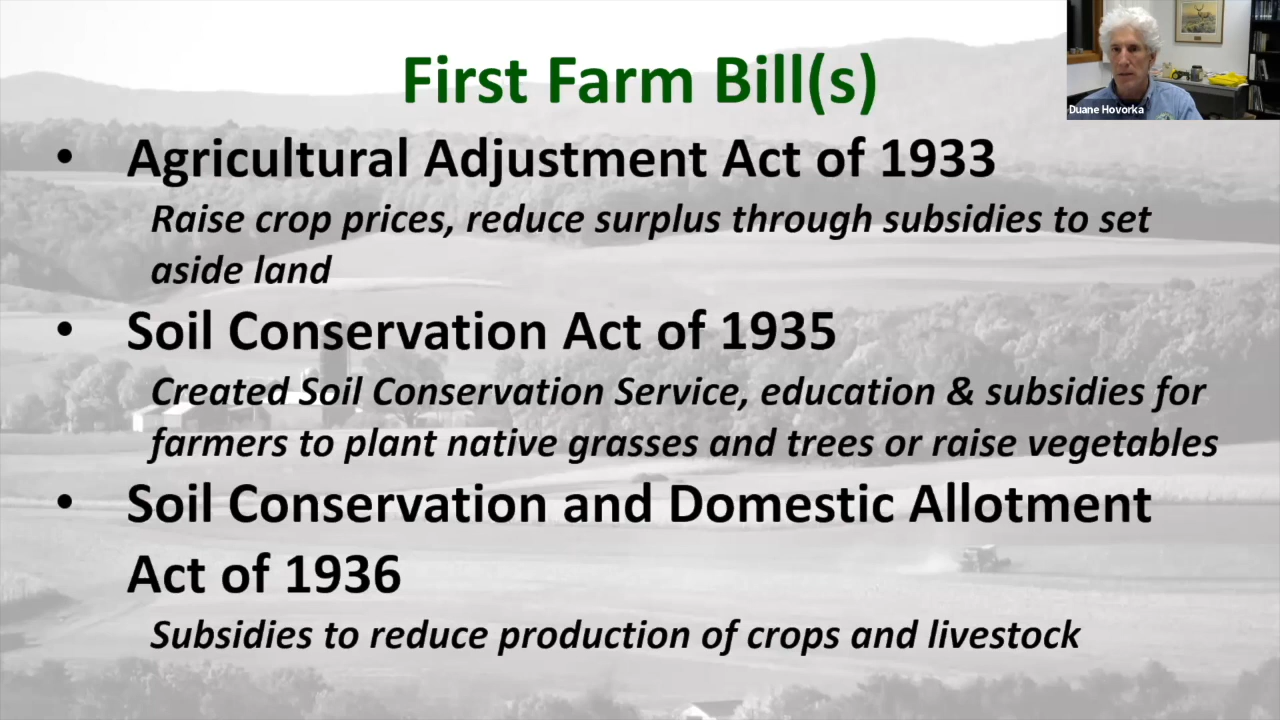 First Farm Bill(s)
Duane Hovorka
• Agricultural Adjustment Act of 1933
Raise crop prices, reduce surplus through subsidies to set
aside land
• Soil Conservation Act of 1935
Created Soil Conservation Service, education & subsidies for
farmers to plant native grasses and trees or raise vegetables
• Soil Conservation and Domestic Allotment
Act of 1936
Subsidies to reduce production of crops and livestock